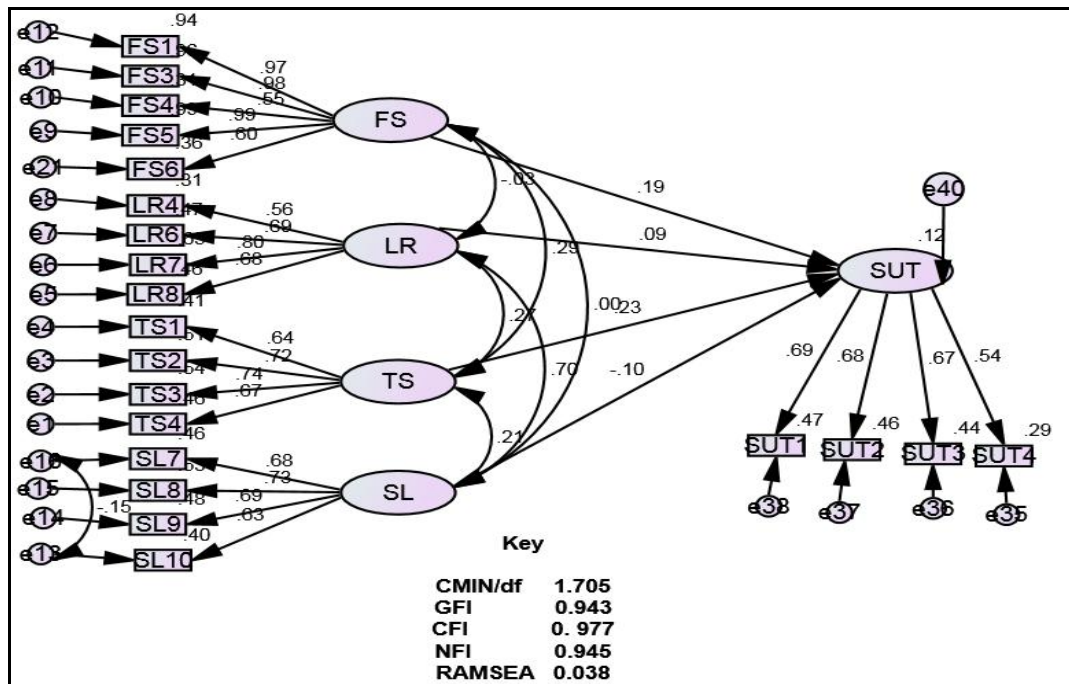 .94
e12
FS1
.97
e11
FS3
.98
e10
FS4
.55
e9
FS5
.99
.36
.60
e21
FS6
FS
.31
e8
LR4
.56
e7
LR6
.69
e6
LR7
.80
e5
LR8
.68
LR
.41
e4
TS1
.64
e3
TS2
.72
e2
TS3
.74
e1
TS4
.67
TS
.46
e16
SL7
.68
e15
SL8
.73
e14
-.15
SL9
.69
e13
.40
SL10
.63
SL
-.03
.29
.00
.27
.70
.21
.19
.09
.23
-.10
e40
.12
SUT
.69
.68
.67
.54
.47
.46
.44
.29
SUT1
SUT2
SUT3
SUT4
e38
e37
e36
e35
Key
CMIN/df 1.705
GFI 0.943
CFI 0. 977
NFI 0.945
RAMSEA 0.038